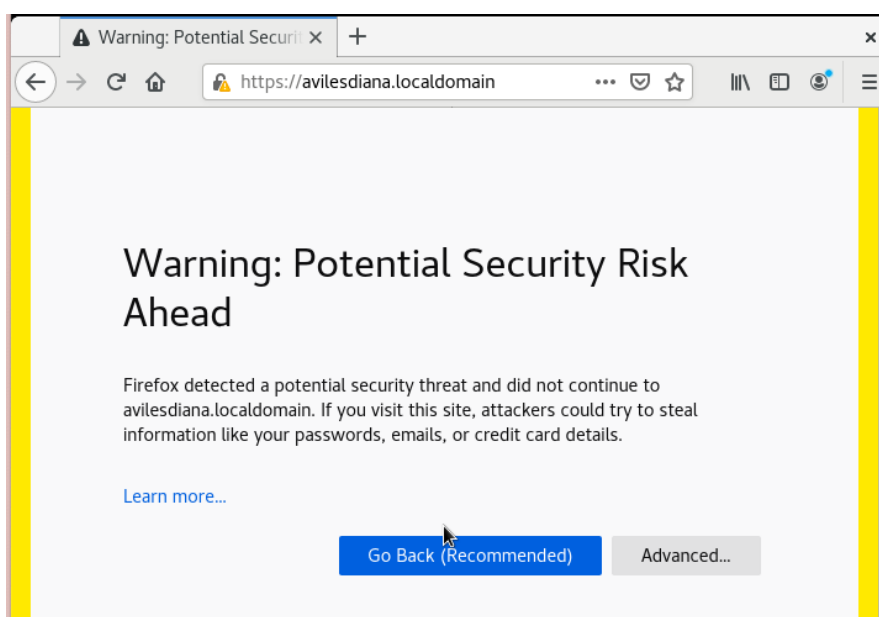 Warning: Potential Securit
https://avilesdiana.localdomain
Warning: Potential Security Risk
Ahead
Firefox detected a potential security threat and did not continue to
avilesdiana.localdomain. If you visit this site, attackers could try to steal
information like your passwords, emails, or credit card details.
Learn more...
Go Back (Recommended) Advanced...